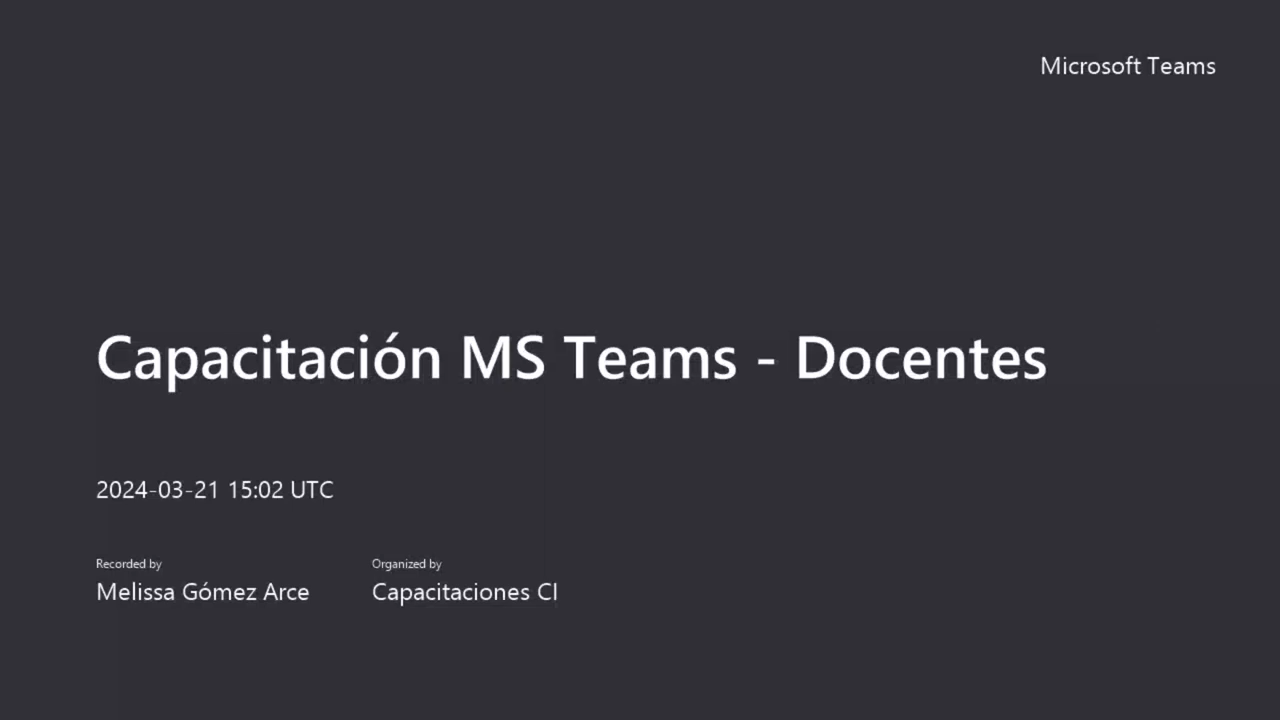 Microsoft Teams
Capacitación MS Teams - Docentes
2024-03-21 15:02 UTC
Recorded by
Melissa Gómez Arce
Organized by
Capacitaciones CI